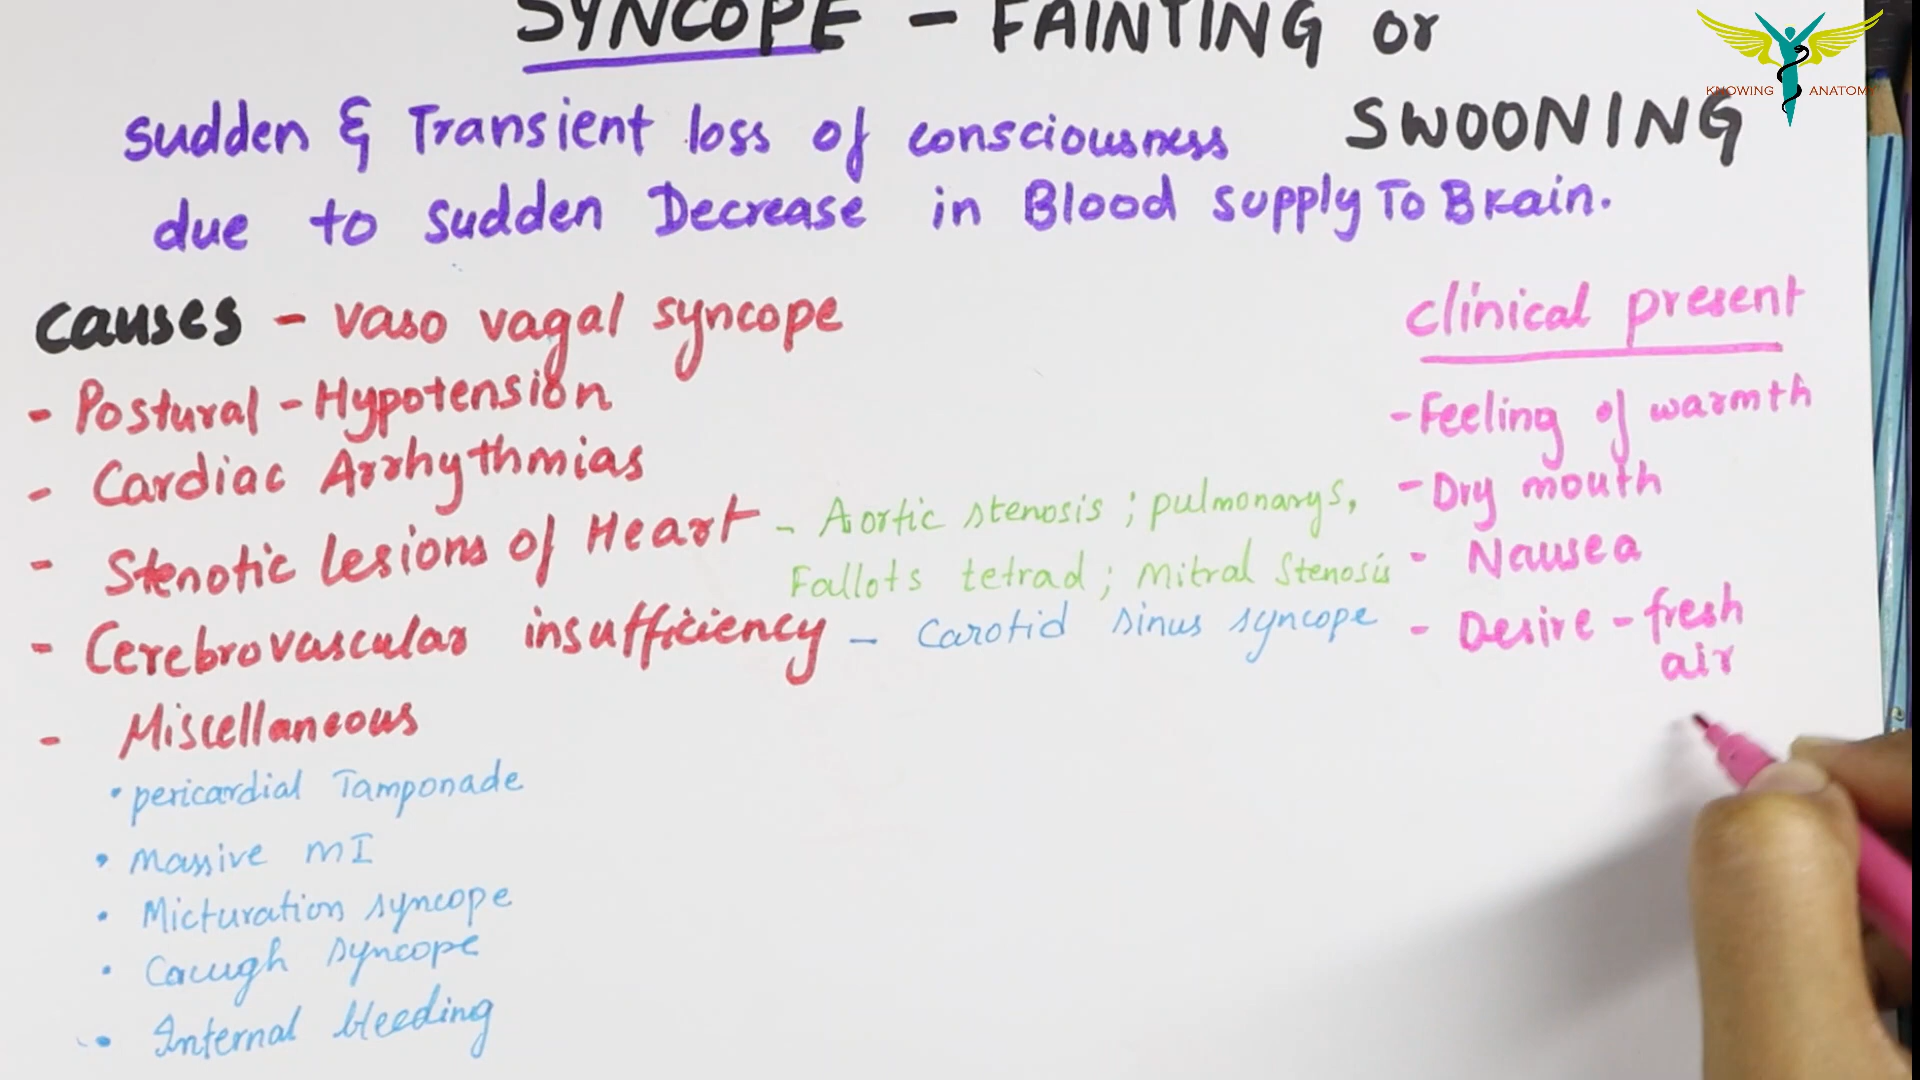 SYNCOPE - FAINTING or
SWOONING
KNOWING ANATOMY
Sudden & Transient loss of consciousness
due to sudden Decrease in Blood supply To Brain.
Causes - vaso vagal syncope
- Postural - Hypotension
- Cardiac Arrhythmias
- Stenotic lesions of Heart - Aortic stenosis ; pulmonary s,
Fallots tetrad ; Mitral Stenosis
- Cerebrovascular insufficiency - Carotid sinus syncope
- Miscellaneous
• pericardial Tamponade
• Massive mI
• Micturation syncope
• Caugh syncope
• Internal bleeding
clinical present
- Feeling of warmth
- Dry mouth
- Nausea
- Desire - fresh
air